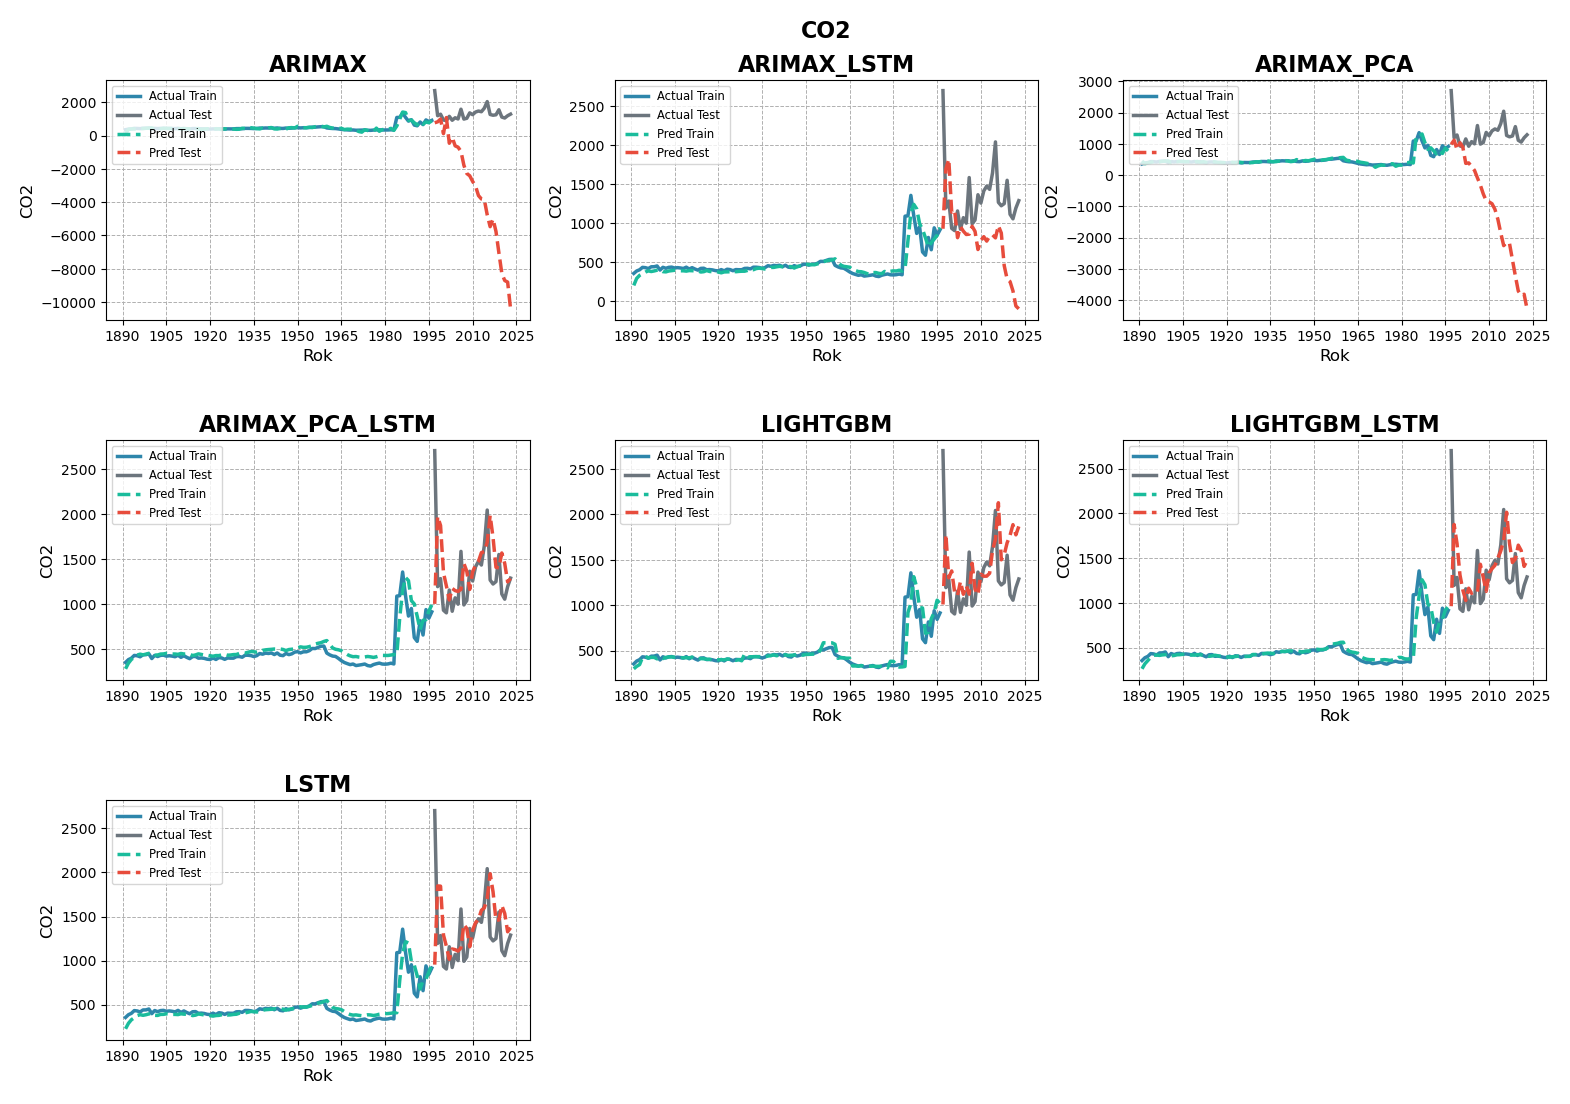 CO2
ARIMAX
Actual Train
Actual Test
Pred Train
Pred Test
2000
0
−2000
−4000
−6000
−8000
−10000
CO2
1890 1905 1920 1935 1950 1965 1980 1995 2010 2025
Rok
ARIMAX_LSTM
Actual Train
Actual Test
Pred Train
Pred Test
2500
2000
1500
1000
500
0
CO2
1890 1905 1920 1935 1950 1965 1980 1995 2010 2025
Rok
ARIMAX_PCA
Actual Train
Actual Test
Pred Train
Pred Test
3000
2000
1000
0
−1000
−2000
−3000
−4000
CO2
1890 1905 1920 1935 1950 1965 1980 1995 2010 2025
Rok
ARIMAX_PCA_LSTM
Actual Train
Actual Test
Pred Train
Pred Test
2500
2000
1500
1000
500
CO2
1890 1905 1920 1935 1950 1965 1980 1995 2010 2025
Rok
LIGHTGBM
Actual Train
Actual Test
Pred Train
Pred Test
2500
2000
1500
1000
500
CO2
1890 1905 1920 1935 1950 1965 1980 1995 2010 2025
Rok
LIGHTGBM_LSTM
Actual Train
Actual Test
Pred Train
Pred Test
2500
2000
1500
1000
500
CO2
1890 1905 1920 1935 1950 1965 1980 1995 2010 2025
Rok
LSTM
Actual Train
Actual Test
Pred Train
Pred Test
2500
2000
1500
1000
500
CO2
1890 1905 1920 1935 1950 1965 1980 1995 2010 2025
Rok